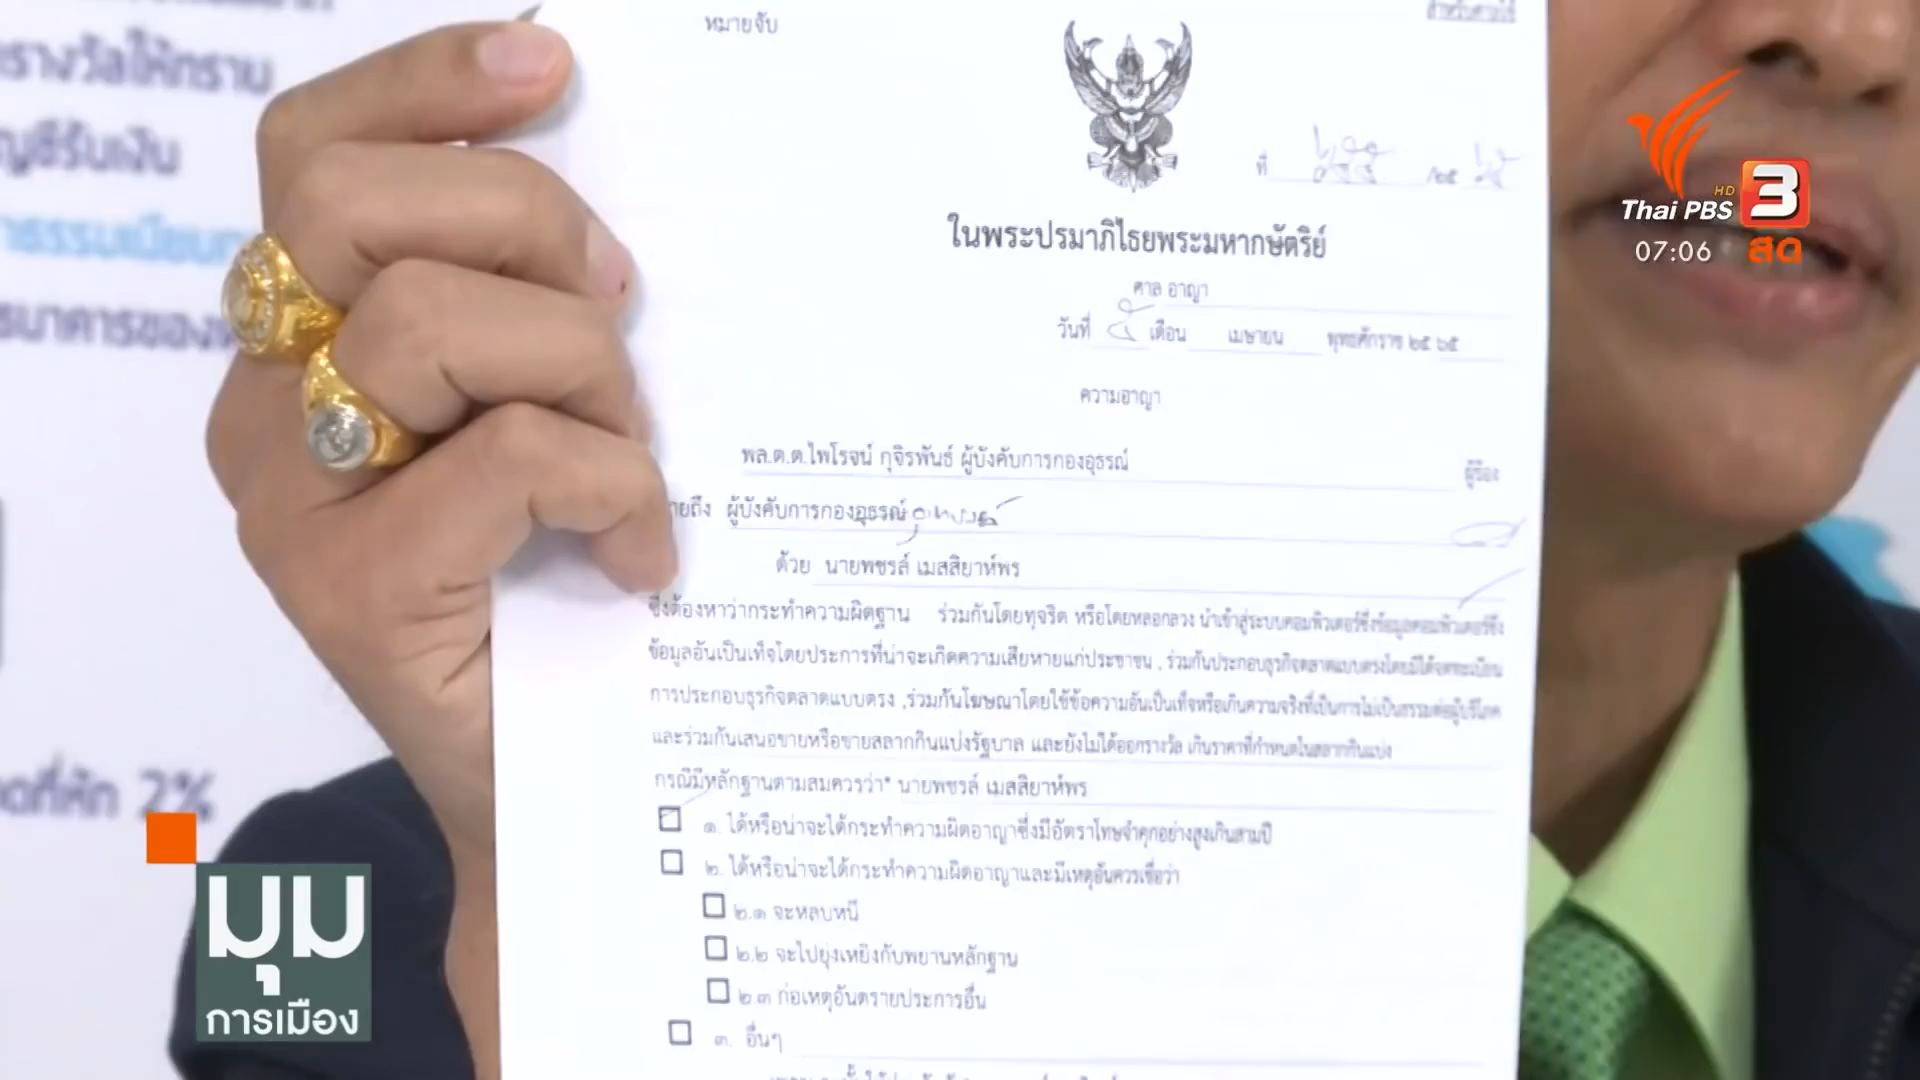 หมายจับ
สำหรับศาลใช้
ที่ /๒๕
ในพระปรมาภิไธยพระมหากษัตริย์
ศาล อาญา
วันที่ เดือน เมษายน พุทธศักราช ๒๕ ๖๕
ความอาญา
พล.ต.ต.ไพโรจน์ กุจิรพันธ์ ผู้บังคับการกองอุธรณ์
ผู้ร้อง
ายถึง ผู้บังคับการกองอุธรณ์
ด้วย นายพชรล์ เมสสิยาห์พร
ซึ่งต้องหาว่ากระทำความผิดฐาน ร่วมกันโดยทุจริต หรือโดยหลอกลวง นำเข้าสู่ระบบคอมพิวเตอร์ซึ่งข้อมูลคอมพิวเตอร์ซึ่ง
ข้อมูลอันเป็นเท็จโดยประการที่น่าจะเกิดความเสียหายแก่ประชาชน , ร่วมกันประกอบธุรกิจตลาดแบบตรงโดยมิได้จดทะเบียน
การประกอบธุรกิจตลาดแบบตรง ,ร่วมกันโฆษณาโดยใช้ข้อความอันเป็นเท็จหรือเกินความจริงที่เป็นการไม่เป็นธรรมต่อผู้บริโภค
และร่วมกันเสนอขายหรือขายสลากกินแบ่งรัฐบาล และยังไม่ได้ออกรางวัล เกินราคาที่กำหนดในสลากกินแบ่ง
กรณีมีหลักฐานตามสมควรว่า" นายพชรล์ เมสสิยาห์พร
๑. ได้หรือน่าจะได้กระทำความผิดอาญาซึ่งมีอัตราโทษจำคุกอย่างสูงเกินสามปี
๒. ได้หรือน่าจะได้กระทำความผิดอาญาและมีเหตุอันควรเชื่อว่า
๒.๑ จะหลบหนี
๒.๒ จะไปยุ่งเหยิงกับพยานหลักฐาน
๒.๓ ก่อเหตุอันตรายประการอื่น
๓. อื่นๆ
รางวัลให้ทราบ
ญชีรับเงิน
าธรรมเนียม
ธนาคารของ
ดที่หัก 2%
Thai PBS HD 3
07:06 สด
มุม
การเมือง